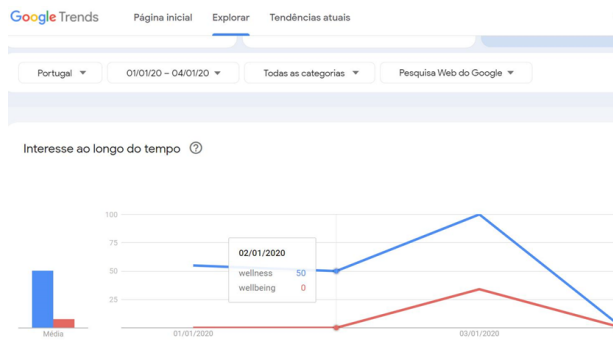 Google Trends Página inicial Explorar Tendências atuais
Portugal 01/01/20 – 04/01/20 Todas as categorias Pesquisa Web do Google
Interesse ao longo do tempo
100
75
50
25
02/01/2020
wellness 50
wellbeing 0
Média 01/01/2020 03/01/2020